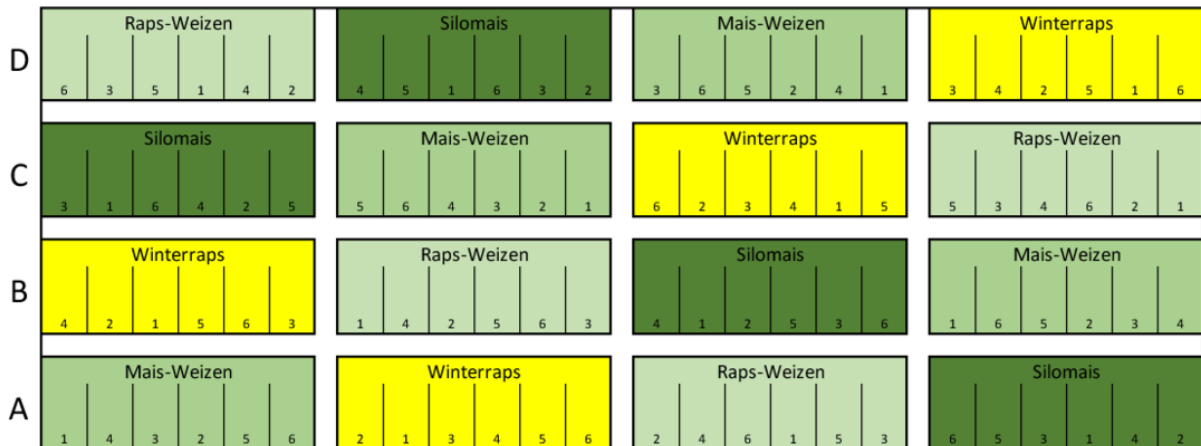 Raps-Weizen Silomais Mais-Weizen Winterraps
D
6 3 5 1 4 2 4 5 1 6 3 2 3 6 5 2 4 1 3 4 2 5 1 6
Silomais Mais-Weizen Winterraps Raps-Weizen
C
3 1 6 4 2 5 5 6 4 3 2 1 6 2 3 4 1 5 5 3 4 6 2 1
Winterraps Raps-Weizen Silomais Mais-Weizen
B
4 2 1 5 6 3 1 4 2 5 6 3 4 1 2 5 3 6 1 6 5 2 3 4
Mais-Weizen Winterraps Raps-Weizen Silomais
A
1 4 3 2 5 6 2 1 3 4 5 6 2 4 6 1 5 3 6 5 3 1 4 2